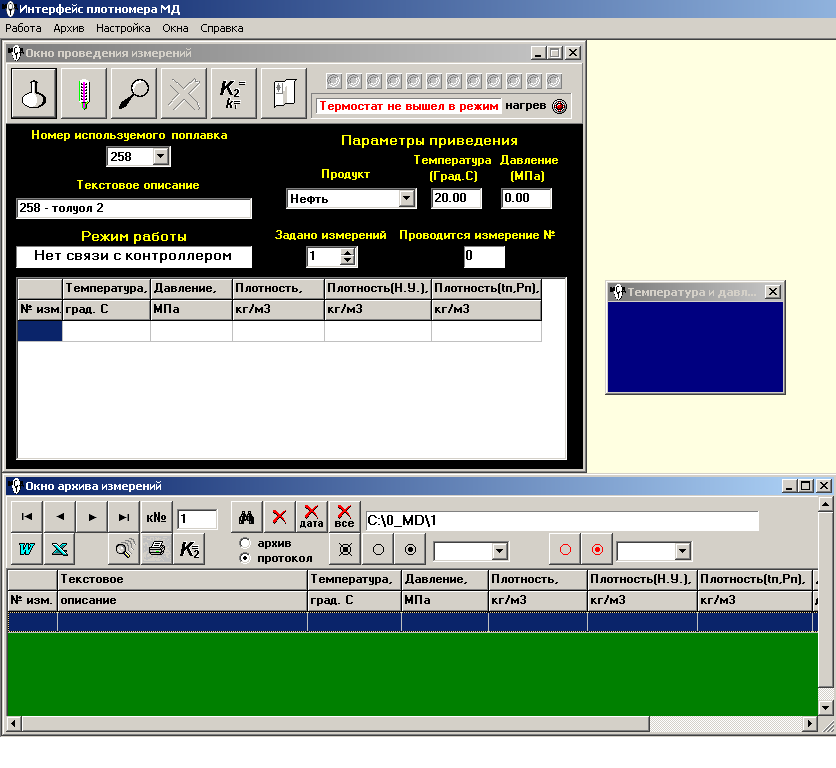 Интерфейс плотномера МД
Работа Архив Настройка Окна Справка
Окно проведения измерений
K2=
k=
Термостат не вышел в режим нагрев
Номер используемого поплавка
258
Текстовое описание
258 - толуол 2
Режим работы
Нет связи с контроллером
Параметры приведения
Продукт Температура (Град.С) Давление (МПа)
Нефть 20.00 0.00
Задано измерений Проводится измерение №
1 0
Температура, Давление, Плотность, Плотность(Н.У.), Плотность(tп,Pп),
№ изм. град. С МПа кг/м3 кг/м3 кг/м3
Температура и давл...
Окно архива измерений
к№ 1 дата все C:\0_MD\1
W X K2 архив
протокол
Текстовое Температура, Давление, Плотность, Плотность(Н.У.), Плотность(tп,Pп),
№ изм. описание град. С МПа кг/м3 кг/м3 кг/м3